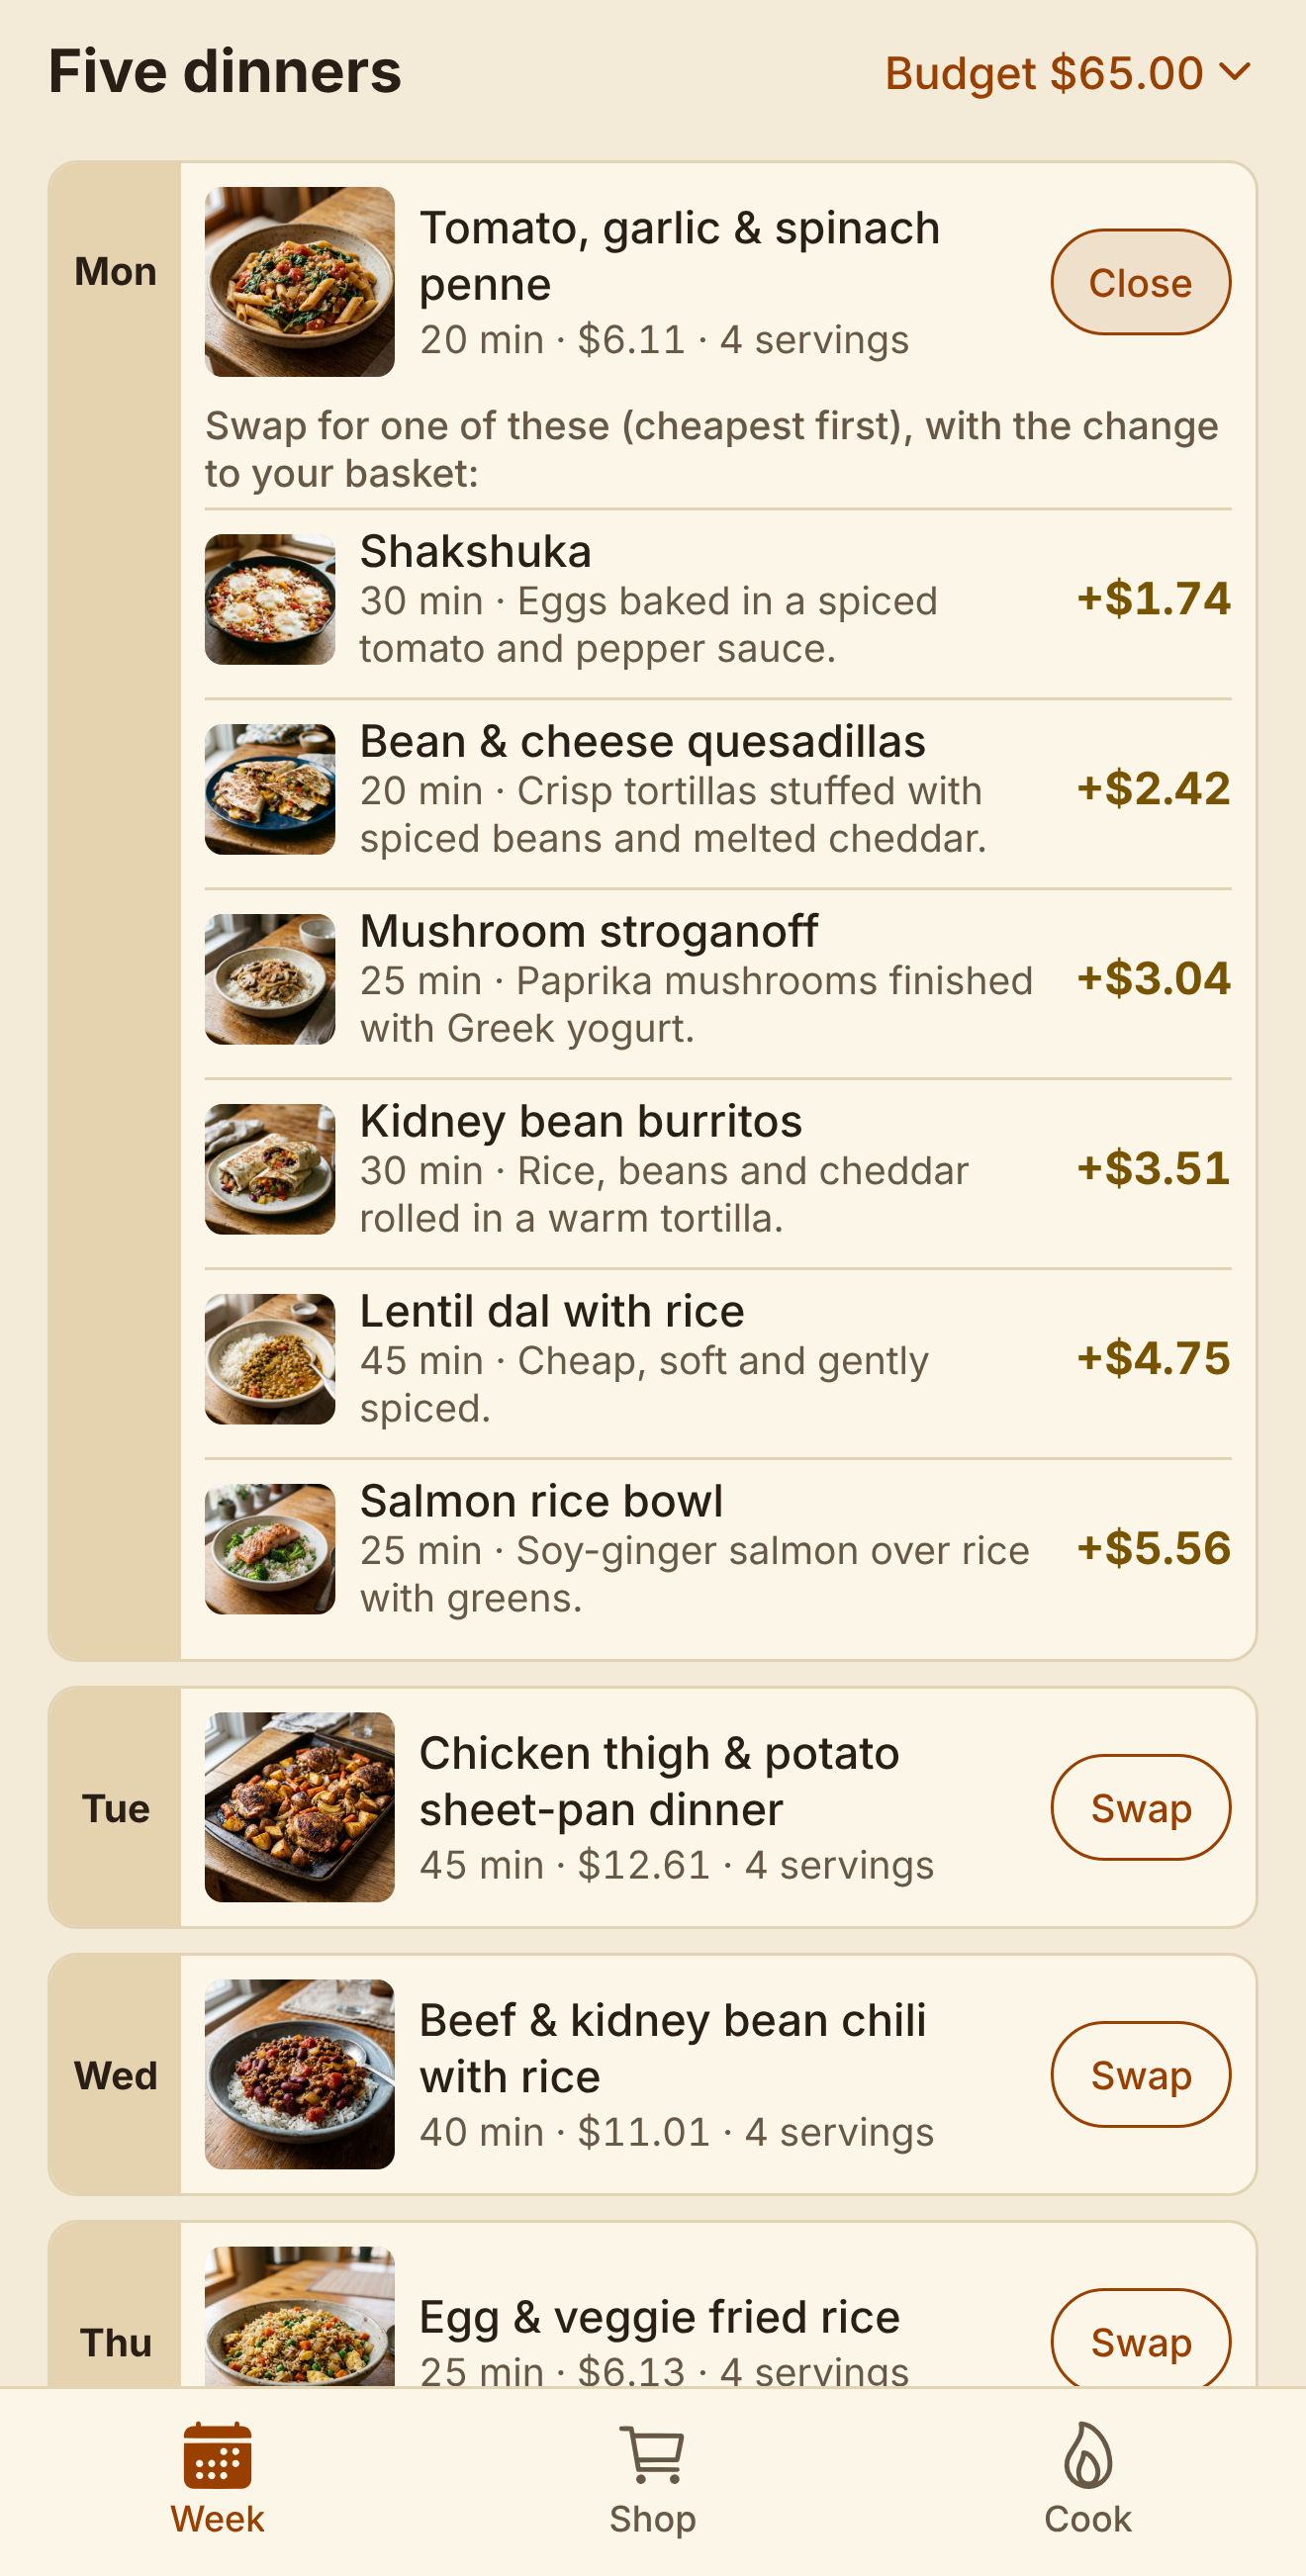 Five dinners
Budget $65.00
Mon
Tomato, garlic & spinach
penne
20 min · $6.11 · 4 servings
Close
Swap for one of these (cheapest first), with the change
to your basket:
Shakshuka
30 min · Eggs baked in a spiced
tomato and pepper sauce.
+$1.74
Bean & cheese quesadillas
20 min · Crisp tortillas stuffed with
spiced beans and melted cheddar.
+$2.42
Mushroom stroganoff
25 min · Paprika mushrooms finished
with Greek yogurt.
+$3.04
Kidney bean burritos
30 min · Rice, beans and cheddar
rolled in a warm tortilla.
+$3.51
Lentil dal with rice
45 min · Cheap, soft and gently
spiced.
+$4.75
Salmon rice bowl
25 min · Soy-ginger salmon over rice
with greens.
+$5.56
Tue
Chicken thigh & potato
sheet-pan dinner
45 min · $12.61 · 4 servings
Swap
Wed
Beef & kidney bean chili
with rice
40 min · $11.01 · 4 servings
Swap
Thu
Egg & veggie fried rice
25 min · $6.13 · 4 servings
Swap
Week
Shop
Cook